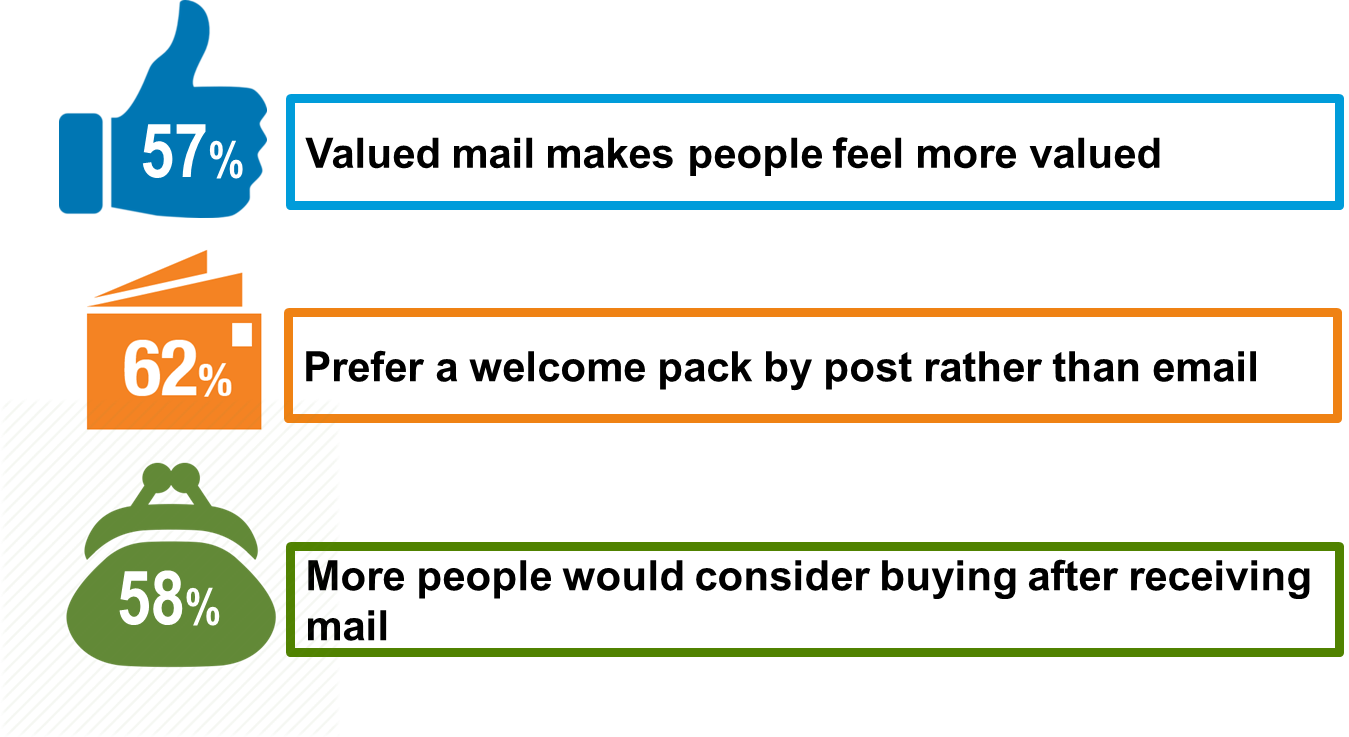 57%
Valued mail makes people feel more valued
62%
Prefer a welcome pack by post rather than email
58%
More people would consider buying after receiving
mail